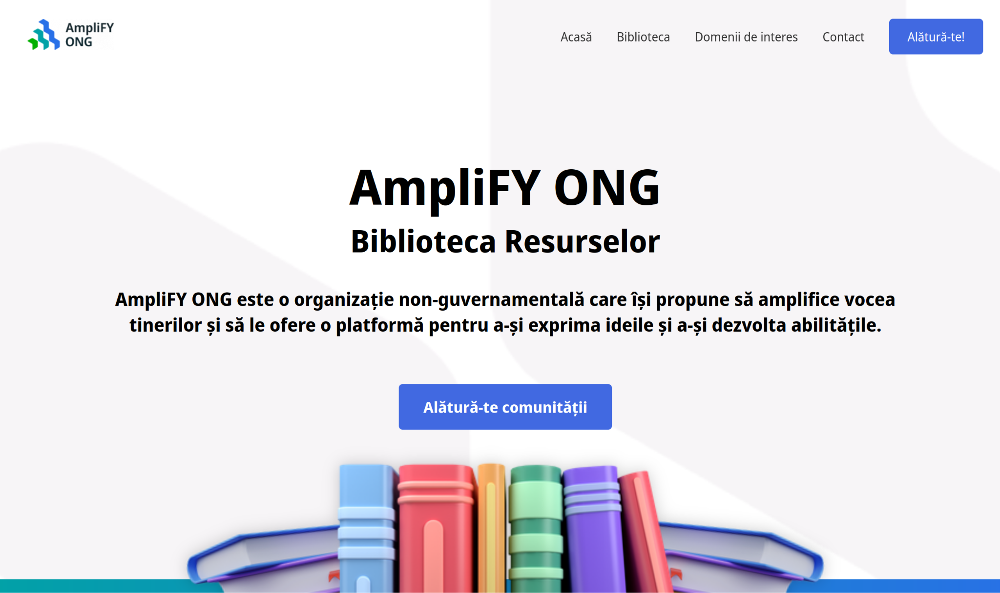 AmpliFY
ONG
Acasă
Biblioteca
Domenii de interes
Contact
Alătură-te!
AmpliFY ONG
Biblioteca Resurselor
AmpliFY ONG este o organizație non-guvernamentală care își propune să amplifice vocea
tinerilor și să le ofere o platformă pentru a-și exprima ideile și a-și dezvolta abilitățile.
Alătură-te comunității